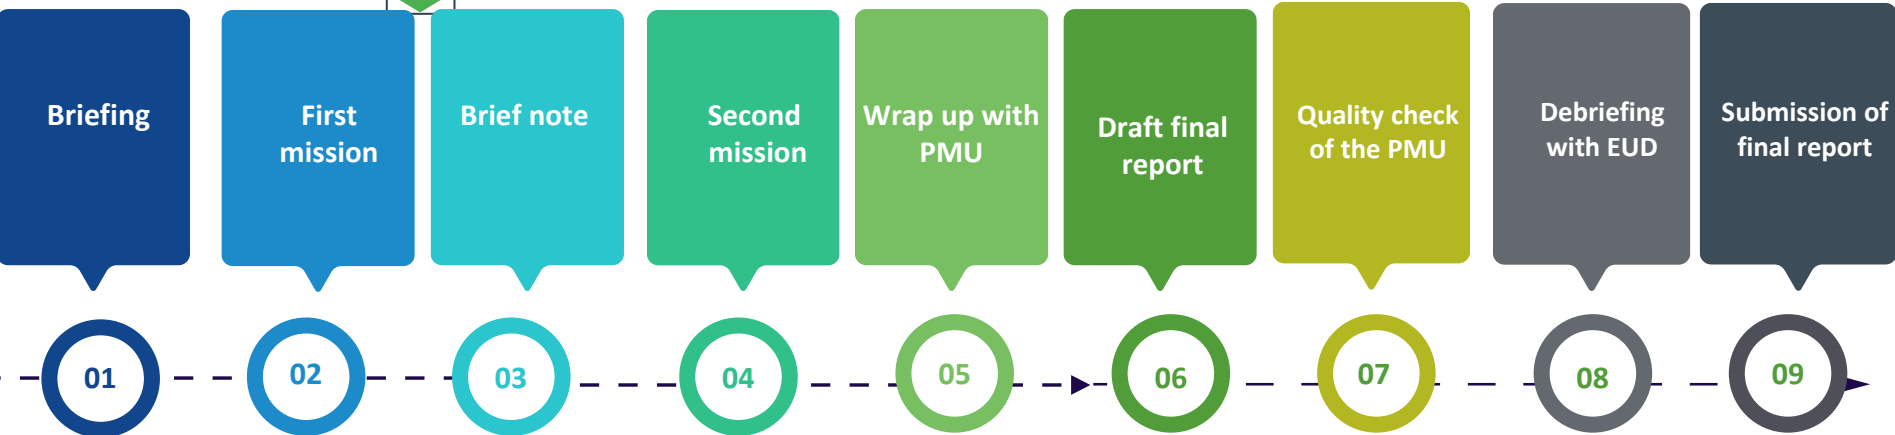 Briefing
First
mission
Brief note
Second
mission
Wrap up with
PMU
Draft final
report
Quality check
of the PMU
Debriefing
with EUD
Submission of
final report
01
02
03
04
05
06
07
08
09